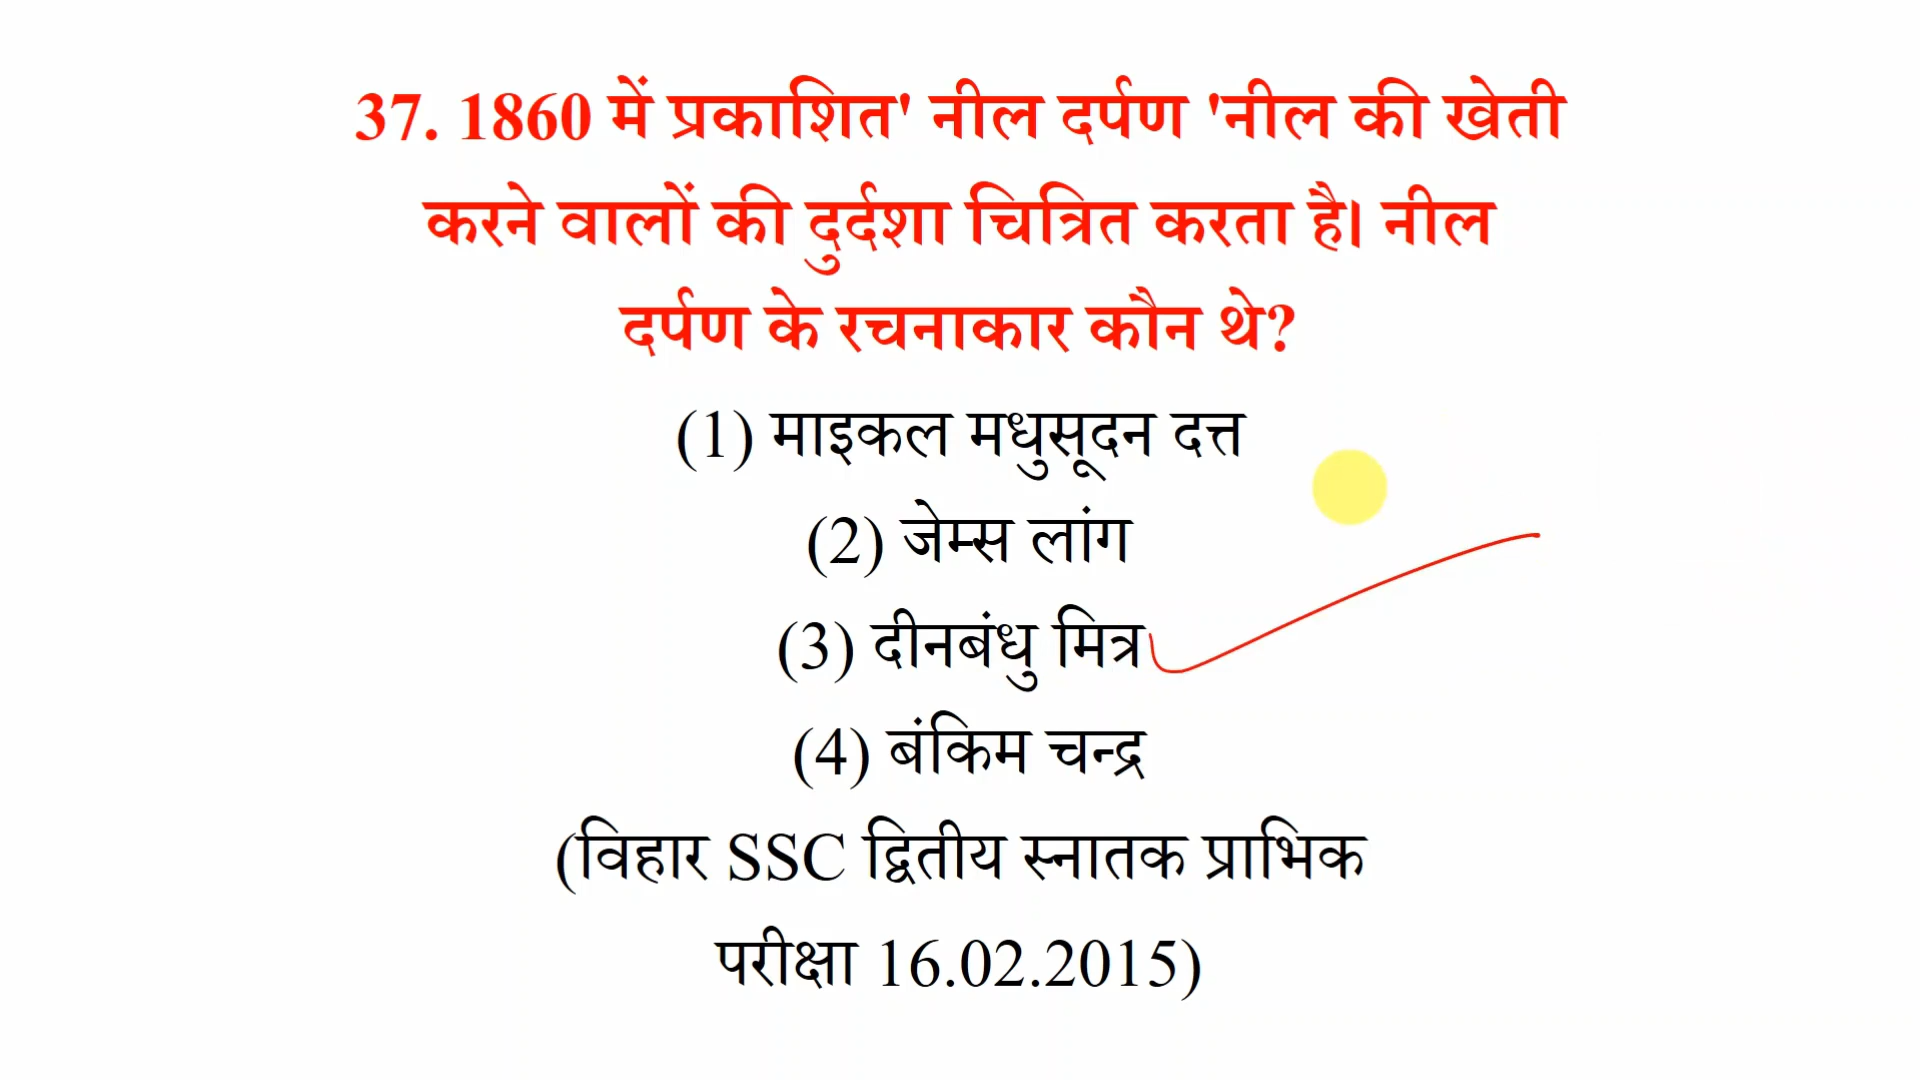 37. 1860 में प्रकाशित' नील दर्पण 'नील की खेती
करने वालों की दुर्दशा चित्रित करता है। नील
दर्पण के रचनाकार कौन थे?
(1) माइकल मधुसूदन दत्त
(2) जेम्स लांग
(3) दीनबंधु मित्र
(4) बंकिम चन्द्र
(विहार SSC द्वितीय स्नातक प्राभिक
परीक्षा 16.02.2015)